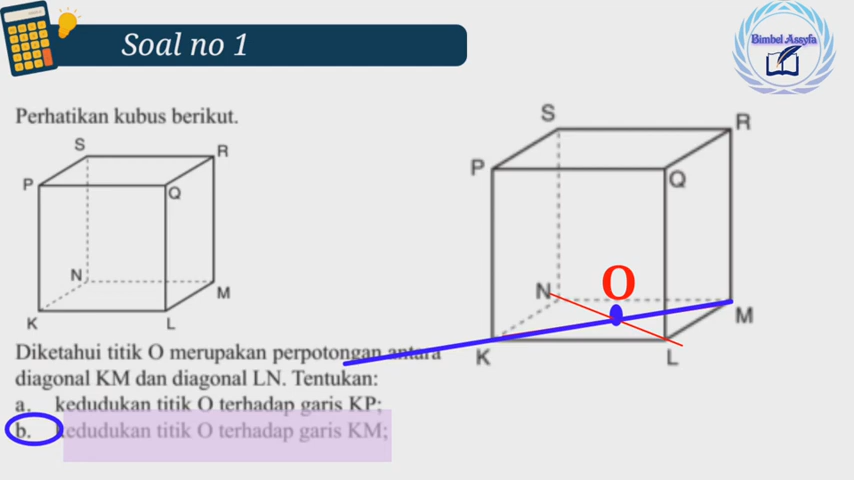 Soal no 1
Bimbel Assyfa
Perhatikan kubus berikut.
S
R
P
Q
N
M
K
L
S
R
P
Q
N
O
M
K
L
Diketahui titik O merupakan perpotongan antara
diagonal KM dan diagonal LN. Tentukan:
a. kedudukan titik O terhadap garis KP;
b. kedudukan titik O terhadap garis KM;